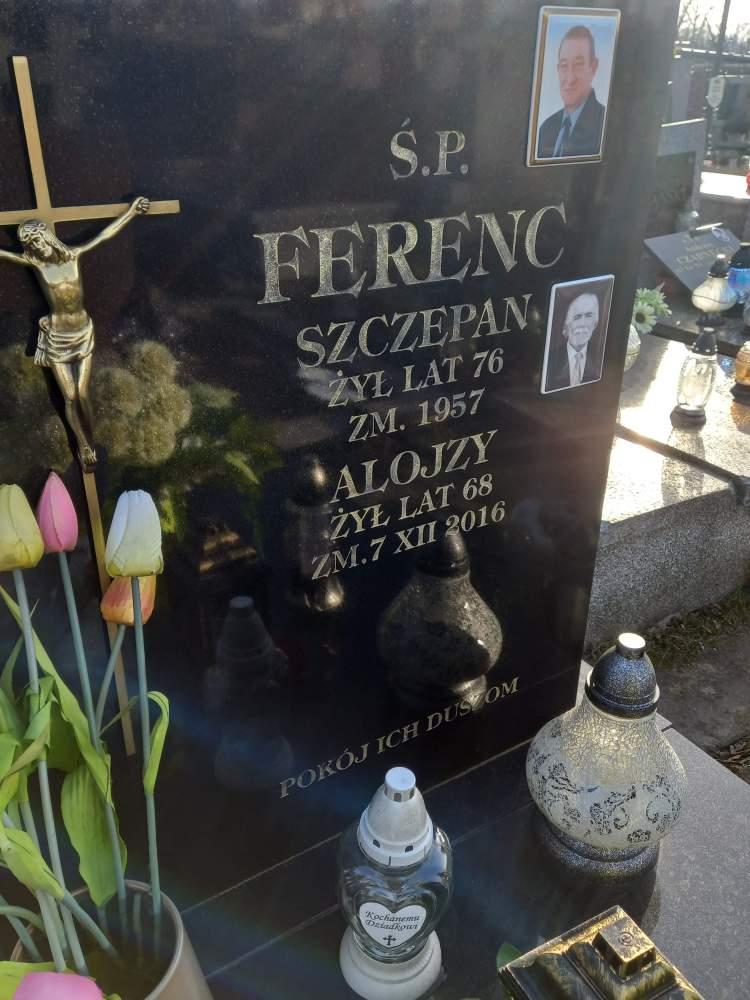 Ś.P.
FERENC
SZCZEPAN
ŻYŁ LAT 76
ZM. 1957
ALOJZY
ŻYŁ LAT 68
ZM.7 XII 2016
POKÓJ ICH DUSZOM
Kochanemu
Dziadkowi